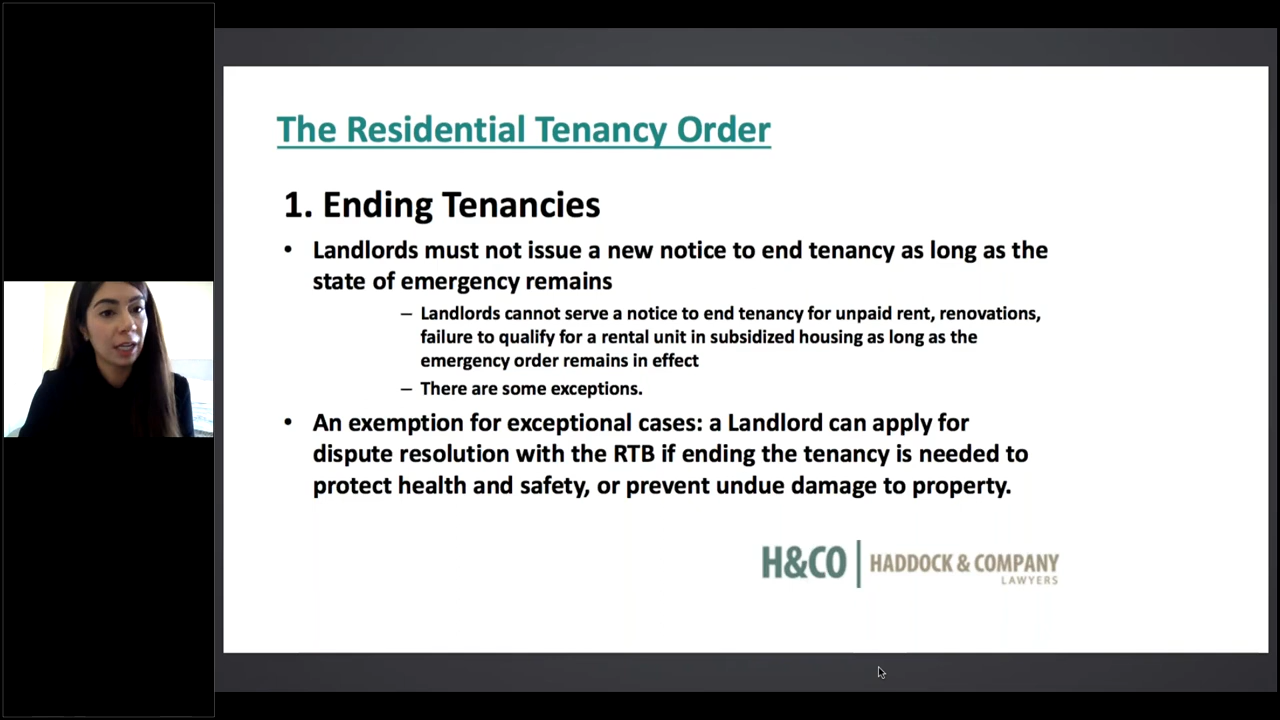 The Residential Tenancy Order
1. Ending Tenancies
• Landlords must not issue a new notice to end tenancy as long as the
state of emergency remains
– Landlords cannot serve a notice to end tenancy for unpaid rent, renovations,
failure to qualify for a rental unit in subsidized housing as long as the
emergency order remains in effect
– There are some exceptions.
• An exemption for exceptional cases: a Landlord can apply for
dispute resolution with the RTB if ending the tenancy is needed to
protect health and safety, or prevent undue damage to property.
H&CO | HADDOCK & COMPANY
LAWYERS